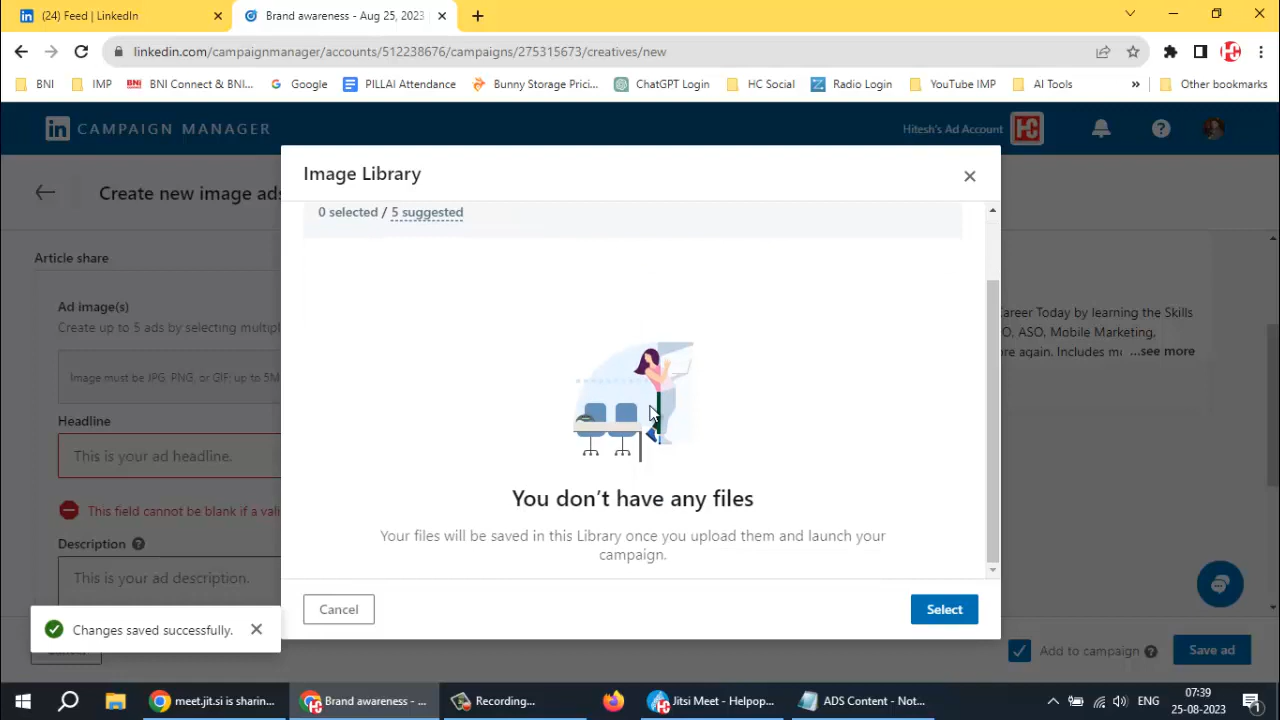 (24) Feed | LinkedIn
Brand awareness - Aug 25, 2023
linkedin.com/campaignmanager/accounts/512238676/campaigns/275315673/creatives/new
BNI
IMP
BNI Connect & BNI...
Google
PILLAI Attendance
Bunny Storage Pricin...
ChatGPT Login
HC Social
Radio Login
YouTube IMP
AI Tools
»
Other bookmarks
in CAMPAIGN MANAGER
Hitesh's Ad Account
HC
Create new image ads
Image Library
0 selected / 5 suggested
Article share
Ad image(s)
Create up to 5 ads by selecting multipl
Image must be JPG, PNG, or GIF; up to 5M
Headline
This is your ad headline.
This field cannot be blank if a vali
Description
This is your ad description.
Career Today by learning the Skills
O, ASO, Mobile Marketing,
ore again. Includes mu ...see more
You don't have any files
Your files will be saved in this Library once you upload them and launch your
campaign.
Cancel
Select
Changes saved successfully.
Add to campaign
Save ad
meet.jit.si is sharin...
Brand awareness - ...
Recording...
Jitsi Meet - Helpop...
ADS Content - Not...
ENG
07:39
25-08-2023